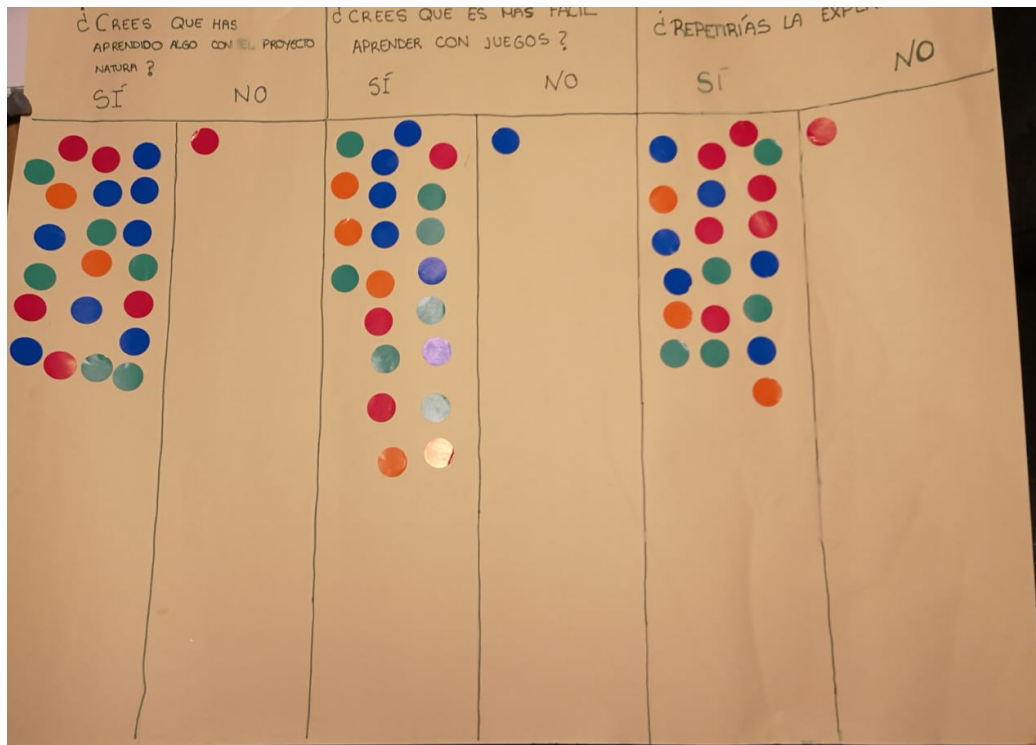 ¿CREES QUE HAS
APRENDIDO ALGO CON EL PROYECTO
NATURA?
SÍ
NO
¿CREES QUE ES MAS FÁCIL
APRENDER CON JUEGOS?
SÍ
NO
¿REPETIRÍAS LA
SÍ
NO